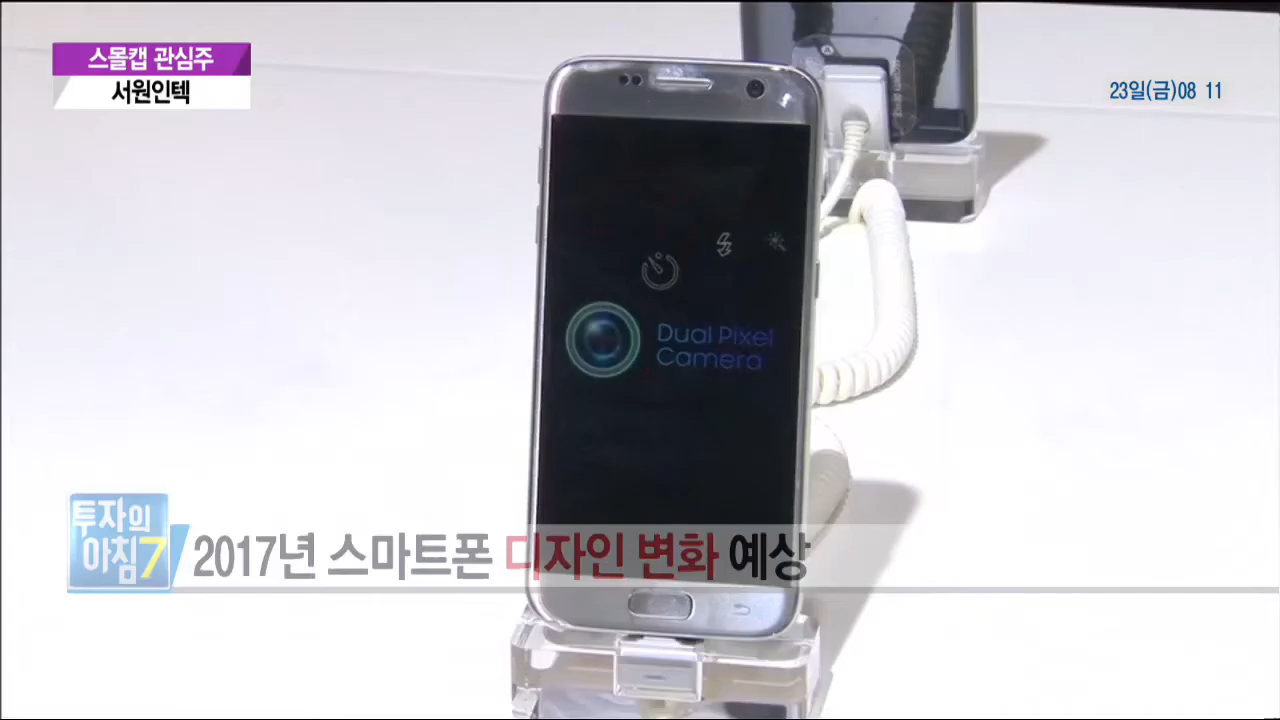 스몰캡 관심주
서원인텍
23일(금)08 11
Dual Pixel
Camera
투자의
아침7
2017년 스마트폰 디자인 변화 예상